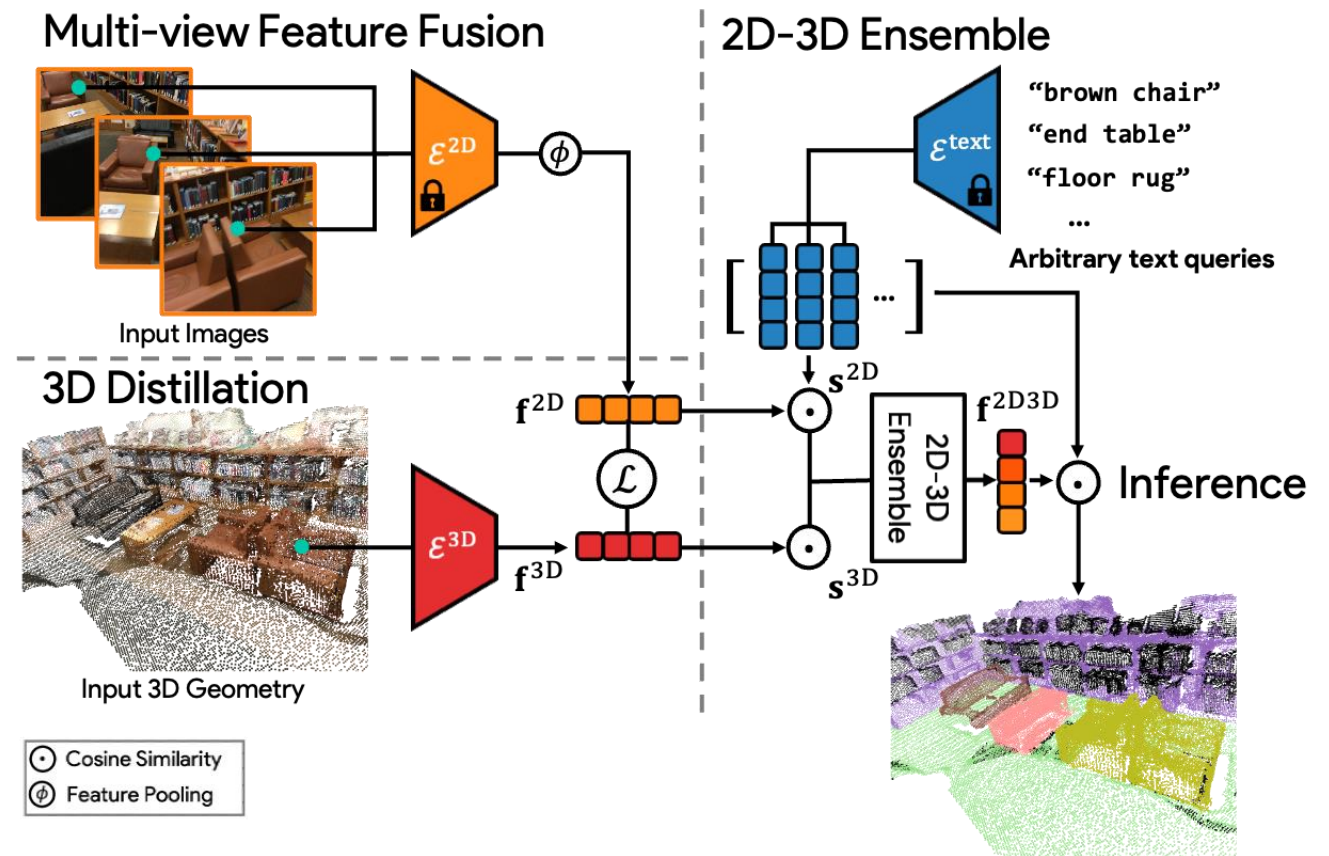 Multi-view Feature Fusion
ℰ2D
ϕ
Input Images
2D-3D Ensemble
ℰtext
“brown chair”
“end table”
“floor rug”
...
Arbitrary text queries
[ ... ]
3D Distillation
f2D
ℒ
ℰ3D
f3D
Input 3D Geometry
s2D
s3D
2D-3D
Ensemble
f2D3D
Inference
Cosine Similarity
ϕ Feature Pooling